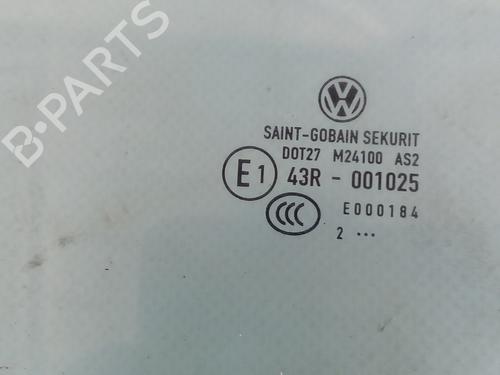 B-PARTS
SAINT-GOBAIN SEKURIT
DOT27 M24100 AS2
E1 43R - 001025
CCC E000184
2 ...